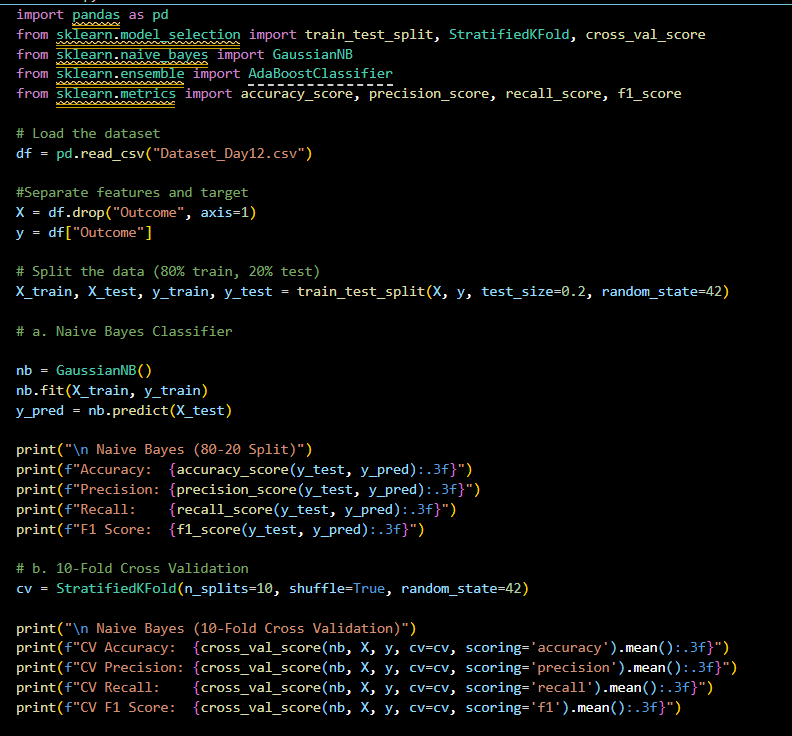 import pandas as pd
from sklearn.model_selection import train_test_split, StratifiedKFold, cross_val_score
from sklearn.naive_bayes import GaussianNB
from sklearn.ensemble import AdaBoostClassifier
from sklearn.metrics import accuracy_score, precision_score, recall_score, f1_score
# Load the dataset
df = pd.read_csv("Dataset_Day12.csv")
#Separate features and target
X = df.drop("Outcome", axis=1)
y = df["Outcome"]
# Split the data (80% train, 20% test)
X_train, X_test, y_train, y_test = train_test_split(X, y, test_size=0.2, random_state=42)
# a. Naive Bayes Classifier
nb = GaussianNB()
nb.fit(X_train, y_train)
y_pred = nb.predict(X_test)
print("\n Naive Bayes (80-20 Split)")
print(f"Accuracy:  {accuracy_score(y_test, y_pred):.3f}")
print(f"Precision: {precision_score(y_test, y_pred):.3f}")
print(f"Recall:    {recall_score(y_test, y_pred):.3f}")
print(f"F1 Score:  {f1_score(y_test, y_pred):.3f}")
# b. 10-Fold Cross Validation
cv = StratifiedKFold(n_splits=10, shuffle=True, random_state=42)
print("\n Naive Bayes (10-Fold Cross Validation)")
print(f"CV Accuracy:  {cross_val_score(nb, X, y, cv=cv, scoring='accuracy').mean():.3f}")
print(f"CV Precision: {cross_val_score(nb, X, y, cv=cv, scoring='precision').mean():.3f}")
print(f"CV Recall:    {cross_val_score(nb, X, y, cv=cv, scoring='recall').mean():.3f}")
print(f"CV F1 Score:  {cross_val_score(nb, X, y, cv=cv, scoring='f1').mean():.3f}")